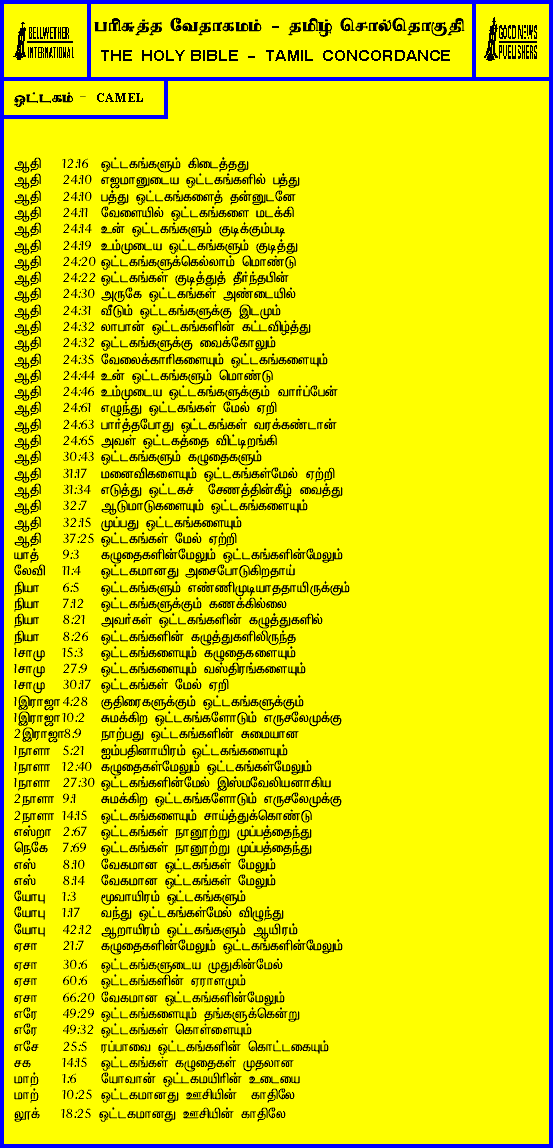 BELLWETHER INTERNATIONAL
பரிசுத்த வேதாகமம் - தமிழ் சொல்தொகுதி
THE HOLY BIBLE - TAMIL CONCORDANCE
GOOD NEWS PUBLISHERS
ஒட்டகம் - CAMEL
ஆதி 12:16 ஒட்டகங்களும் கிடைத்தது
ஆதி 24:10 எஜமானுடைய ஒட்டகங்களில் பத்து
ஆதி 24:10 பத்து ஒட்டகங்களைத் தன்னுடனே
ஆதி 24:11 வேளையில் ஒட்டகங்களை மடக்கி
ஆதி 24:14 உன் ஒட்டகங்களும் குடிக்கும்படி
ஆதி 24:19 உம்முடைய ஒட்டகங்களும் குடித்து
ஆதி 24:20 ஒட்டகங்களுக்கெல்லாம் மொண்டு
ஆதி 24:22 ஒட்டகங்கள் குடித்துத் தீர்ந்தபின்
ஆதி 24:30 அருகே ஒட்டகங்கள் அண்டையில்
ஆதி 24:31 வீடும் ஒட்டகங்களுக்கு இடமும்
ஆதி 24:32 லாபான் ஒட்டகங்களின் கட்டவிழ்த்து
ஆதி 24:32 ஒட்டகங்களுக்கு வைக்கோலும்
ஆதி 24:35 வேலைக்காரிகளையும் ஒட்டகங்களையும்
ஆதி 24:44 உன் ஒட்டகங்களும் மொண்டு
ஆதி 24:46 உம்முடைய ஒட்டகங்களுக்கும் வார்ப்பேன்
ஆதி 24:61 எழுந்து ஒட்டகங்கள் மேல் ஏறி
ஆதி 24:63 பார்த்தபோது ஒட்டகங்கள் வரக்கண்டான்
ஆதி 24:65 அவள் ஒட்டகத்தை விட்டிறங்கி
ஆதி 30:43 ஒட்டகங்களும் கழுதைகளும்
ஆதி 31:17 மனைவிகளையும் ஒட்டகங்கள்மேல் ஏற்றி
ஆதி 31:34 எடுத்து ஒட்டகச் சேணத்தின்கீழ் வைத்து
ஆதி 32:7 ஆடுமாடுகளையும் ஒட்டகங்களையும்
ஆதி 32:15 முப்பது ஒட்டகங்களையும்
ஆதி 37:25 ஒட்டகங்கள் மேல் ஏற்றி
யாத் 9:3 கழுதைகளின்மேலும் ஒட்டகங்களின்மேலும்
லேவி 11:4 ஒட்டகமானது அசைபோடுகிறதாய்
நியா 6:5 ஒட்டகங்களும் எண்ணிமுடியாததாயிருக்கும்
நியா 7:12 ஒட்டகங்களுக்கும் கணக்கில்லை
நியா 8:21 அவர்கள் ஒட்டகங்களின் கழுத்துகளில்
நியா 8:26 ஒட்டகங்களின் கழுத்துகளிலிருந்த
1சாமு 15:3 ஒட்டகங்களையும் கழுதைகளையும்
1சாமு 27:9 ஒட்டகங்களையும் வஸ்திரங்களையும்
1சாமு 30:17 ஒட்டகங்கள் மேல் ஏறி
1இராஜா 4:28 குதிரைகளுக்கும் ஒட்டகங்களுக்கும்
1இராஜா 10:2 சுமக்கிற ஒட்டகங்களோடும் எருசலேமுக்கு
2இராஜா 8:9 நாற்பது ஒட்டகங்களின் சுமையான
1நாளா 5:21 ஐம்பதினாயிரம் ஒட்டகங்களையும்
1நாளா 12:40 கழுதைகள்மேலும் ஒட்டகங்கள்மேலும்
1நாளா 27:30 ஒட்டகங்களின்மேல் இஸ்மவேலியனாகிய
2நாளா 9:1 சுமக்கிற ஒட்டகங்களோடும் எருசலேமுக்கு
2நாளா 14:15 ஒட்டகங்களையும் சாய்த்துக்கொண்டு
எஸ்றா 2:67 ஒட்டகங்கள் நானூற்று முப்பத்தைந்து
நெகே 7:69 ஒட்டகங்கள் நானூற்று முப்பத்தைந்து
எஸ் 8:10 வேகமான ஒட்டகங்கள் மேலும்
எஸ் 8:14 வேகமான ஒட்டகங்கள் மேலும்
யோபு 1:3 மூவாயிரம் ஒட்டகங்களும்
யோபு 1:17 வந்து ஒட்டகங்கள்மேல் விழுந்து
யோபு 42:12 ஆறாயிரம் ஒட்டகங்களும் ஆயிரம்
ஏசா 21:7 கழுதைகளின்மேலும் ஒட்டகங்களின்மேலும்
ஏசா 30:6 ஒட்டகங்களுடைய முதுகின்மேல்
ஏசா 60:6 ஒட்டகங்களின் ஏராளமும்
ஏசா 66:20 வேகமான ஒட்டகங்களின்மேலும்
எரே 49:29 ஒட்டகங்களையும் தங்களுக்கென்று
எரே 49:32 ஒட்டகங்கள் கொள்ளையும்
எசே 25:5 ரப்பாவை ஒட்டகங்களின் கொட்டகையும்
சக 14:15 ஒட்டகங்கள் கழுதைகள் முதலான
மாற் 1:6 யோவான் ஒட்டகமயிரின் உடையை
மாற் 10:25 ஒட்டகமானது ஊசியின் காதிலே
லூக் 18:25 ஒட்டகமானது ஊசியின் காதிலே